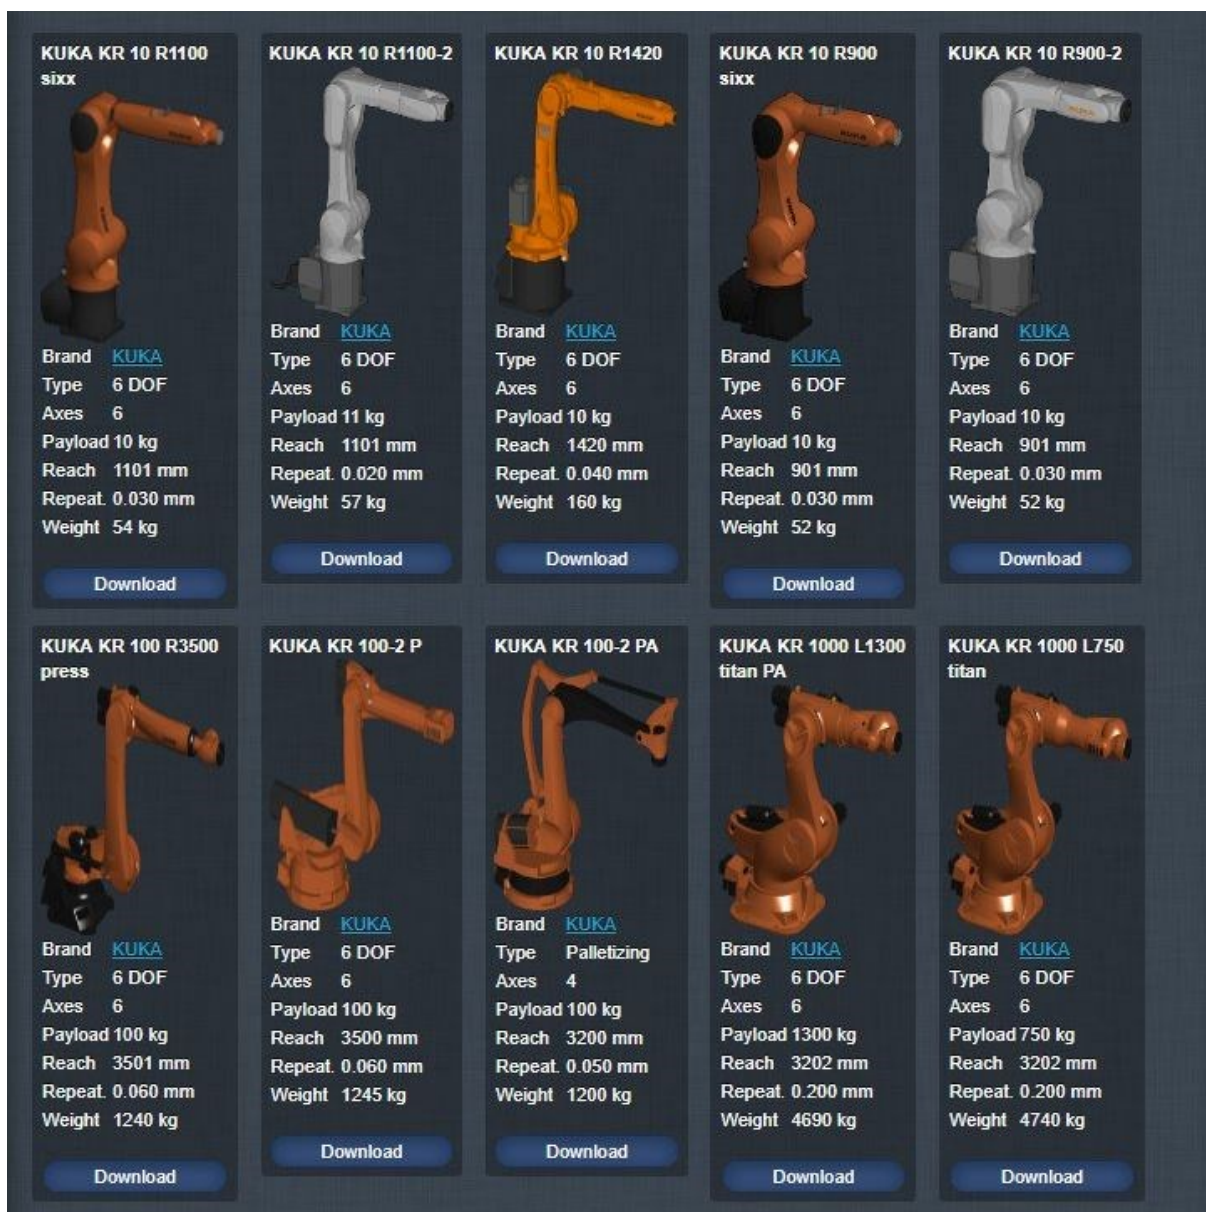 KUKA KR 10 R1100
sixx
Brand KUKA
Type 6 DOF
Axes 6
Payload 10 kg
Reach 1101 mm
Repeat. 0.030 mm
Weight 54 kg
Download
KUKA KR 10 R1100-2
Brand KUKA
Type 6 DOF
Axes 6
Payload 11 kg
Reach 1101 mm
Repeat. 0.020 mm
Weight 57 kg
Download
KUKA KR 10 R1420
Brand KUKA
Type 6 DOF
Axes 6
Payload 10 kg
Reach 1420 mm
Repeat. 0.040 mm
Weight 160 kg
Download
KUKA KR 10 R900
sixx
KUKA
Brand KUKA
Type 6 DOF
Axes 6
Payload 10 kg
Reach 901 mm
Repeat. 0.030 mm
Weight 52 kg
Download
KUKA KR 10 R900-2
KUKA
Brand KUKA
Type 6 DOF
Axes 6
Payload 10 kg
Reach 901 mm
Repeat. 0.030 mm
Weight 52 kg
Download
KUKA KR 100 R3500
press
Brand KUKA
Type 6 DOF
Axes 6
Payload 100 kg
Reach 3501 mm
Repeat. 0.060 mm
Weight 1240 kg
Download
KUKA KR 100-2 P
Brand KUKA
Type 6 DOF
Axes 6
Payload 100 kg
Reach 3500 mm
Repeat. 0.060 mm
Weight 1245 kg
Download
KUKA KR 100-2 PA
Brand KUKA
Type Palletizing
Axes 4
Payload 100 kg
Reach 3200 mm
Repeat. 0.050 mm
Weight 1200 kg
Download
KUKA KR 1000 L1300
titan PA
Brand KUKA
Type 6 DOF
Axes 6
Payload 1300 kg
Reach 3202 mm
Repeat. 0.200 mm
Weight 4690 kg
Download
KUKA KR 1000 L750
titan
Brand KUKA
Type 6 DOF
Axes 6
Payload 750 kg
Reach 3202 mm
Repeat. 0.200 mm
Weight 4740 kg
Download